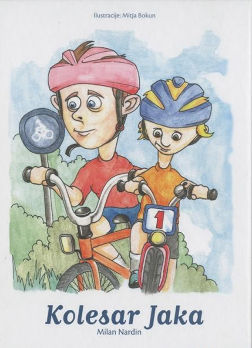 Ilustracije: Mitja Bokun
1
Kolesar Jaka
Milan Nardin